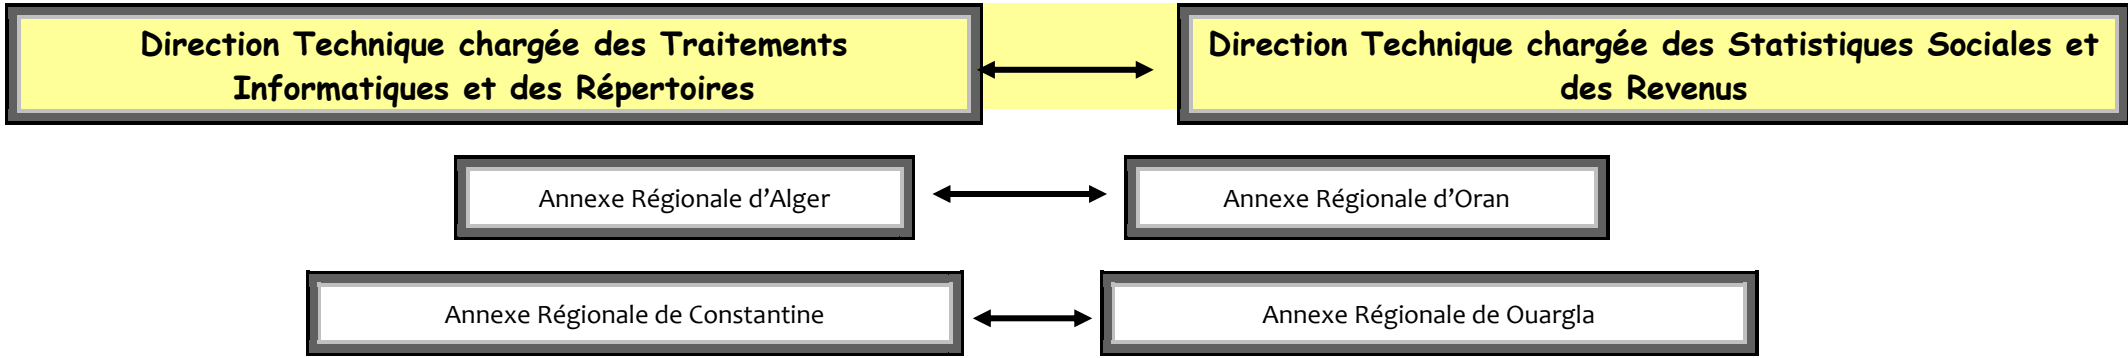 Direction Technique chargée des Traitements
Informatiques et des Répertoires
Direction Technique chargée des Statistiques Sociales et
des Revenus
Annexe Régionale d’Alger
Annexe Régionale d’Oran
Annexe Régionale de Constantine
Annexe Régionale de Ouargla